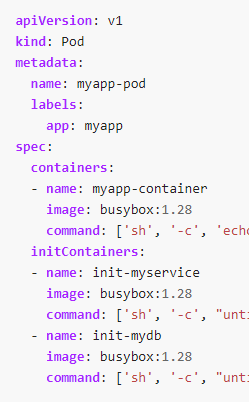 apiVersion: v1
kind: Pod
metadata:
  name: myapp-pod
  labels:
    app: myapp
spec:
  containers:
  - name: myapp-container
    image: busybox:1.28
    command: ['sh', '-c', 'echo
  initContainers:
  - name: init-myservice
    image: busybox:1.28
    command: ['sh', '-c', "unti
  - name: init-mydb
    image: busybox:1.28
    command: ['sh', '-c', "unti